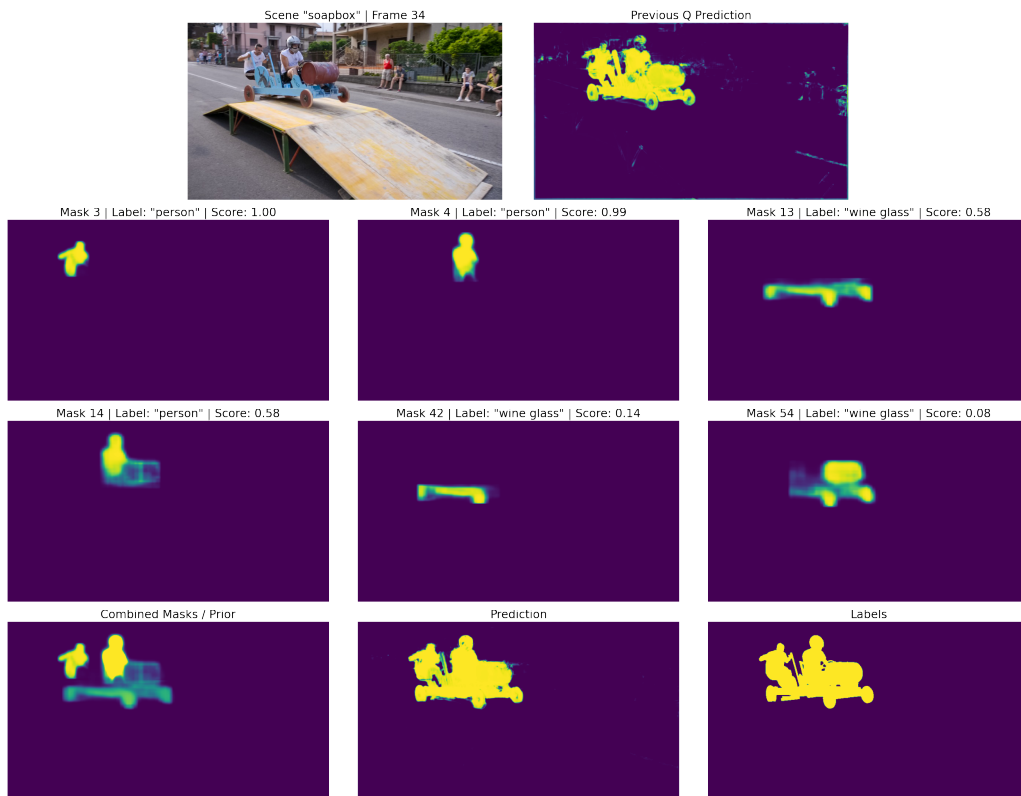 Scene "soapbox" | Frame 34
Previous Q Prediction
Mask 3 | Label: "person" | Score: 1.00
Mask 4 | Label: "person" | Score: 0.99
Mask 13 | Label: "wine glass" | Score: 0.58
Mask 14 | Label: "person" | Score: 0.58
Mask 42 | Label: "wine glass" | Score: 0.14
Mask 54 | Label: "wine glass" | Score: 0.08
Combined Masks / Prior
Prediction
Labels